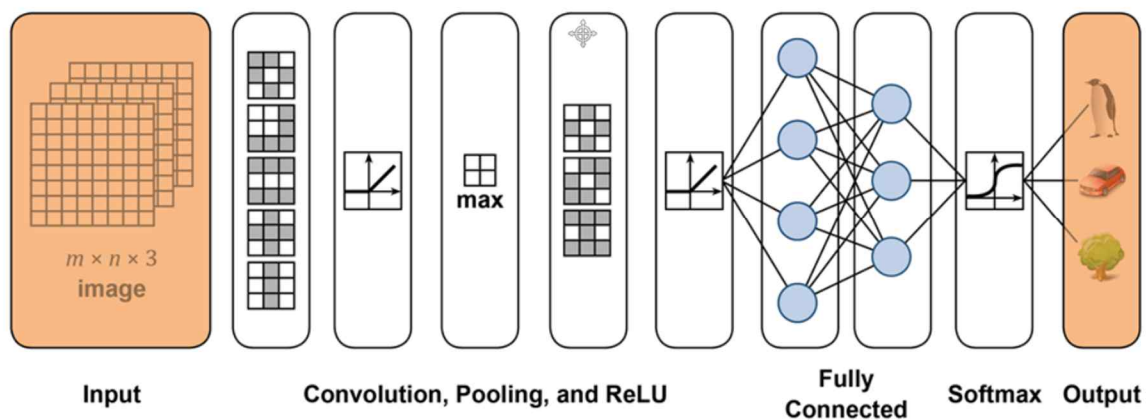 m × n × 3
image
max
Input
Convolution, Pooling, and ReLU
Fully
Connected
Softmax
Output